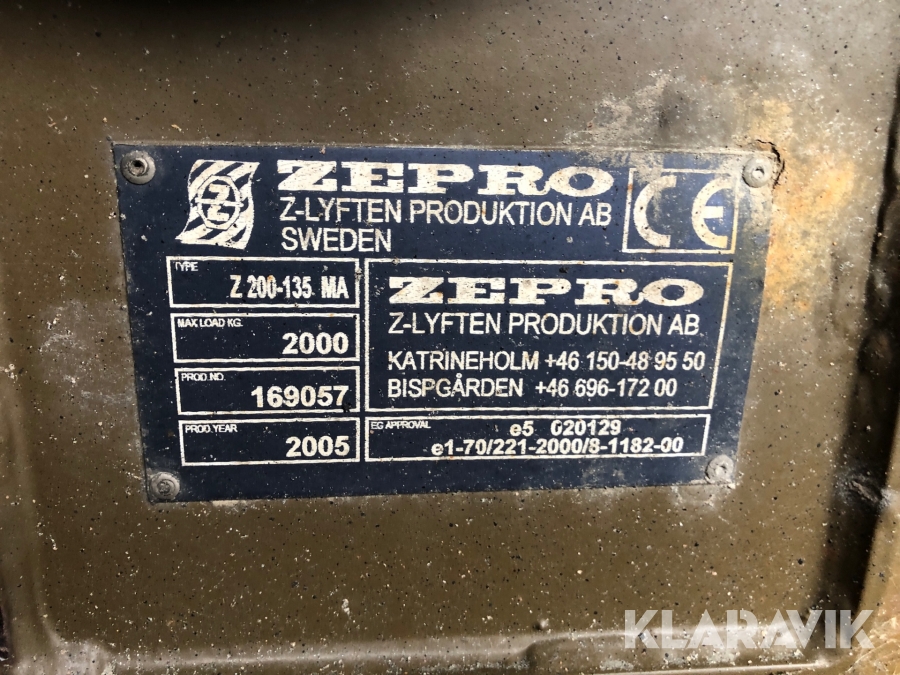 ZEPRO
Z-LYFTEN PRODUKTION AB
SWEDEN
CE
TYPE
Z 200-135 MA
MAX LOAD KG.
2000
PROD.NO.
169057
PROD.YEAR
2005
ZEPRO
Z-LYFTEN PRODUKTION AB
KATRINEHOLM +46 150-48 95 50
BISPGÅRDEN +46 696-172 00
EG APPROVAL
e5 020129
e1-70/221-2000/8-1182-00
KLARAVIK